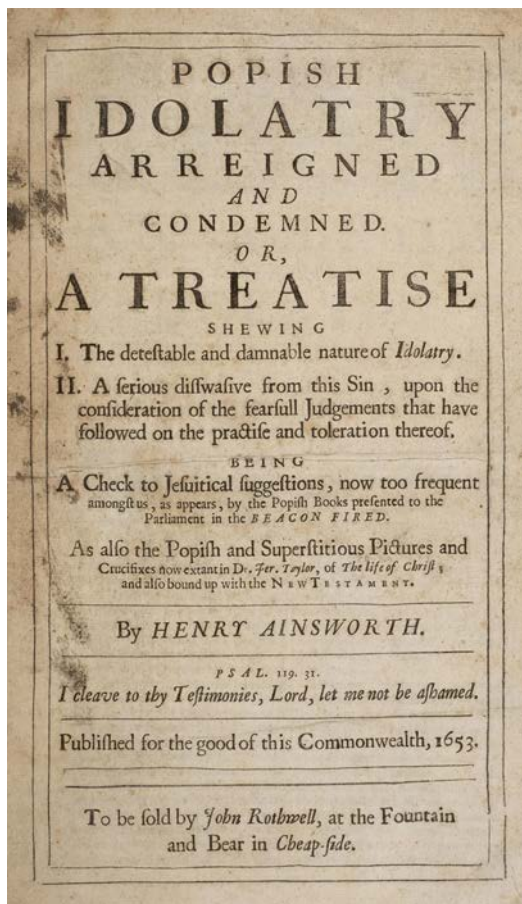 POPISH
IDOLATRY
ARREIGNED
AND
CONDEMNED.
OR,
A TREATISE
SHEWING
I. The deteſtable and damnable nature of Idolatry.
II. A ſerious diſſwaſive from this Sin , upon the
conſideration of the fearfull Judgements that have
followed on the practiſe and toleration thereof.
BEING
A Check to Jeſuitical ſuggeſtions, now too frequent
amongſt us, as appears, by the Popiſh Books preſented to the
Parliament in the BEACON FIRED.
As alſo the Popiſh and Superſtitious Pictures and
Crucifixes now extant in Dr. Jer. Taylor, of The life of Chriſt ;
and alſo bound up with the NEW TESTAMENT.
By HENRY AINSWORTH.
PSAL. 119. 31.
I cleave to thy Teſtimonies, Lord, let me not be aſhamed.
Publiſhed for the good of this Commonwealth, 1653.
To be ſold by John Rothwell, at the Fountain
and Bear in Cheap-ſide.